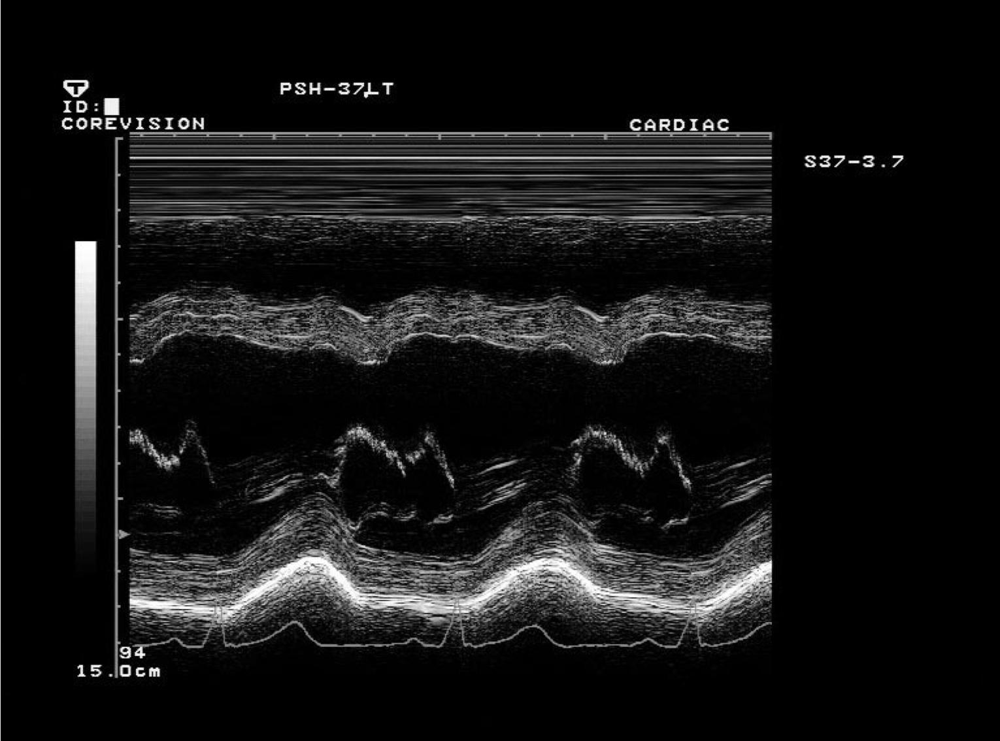 PSH-37LT
ID:
COREVISION
CARDIAC
S37-3.7
94
15.0cm